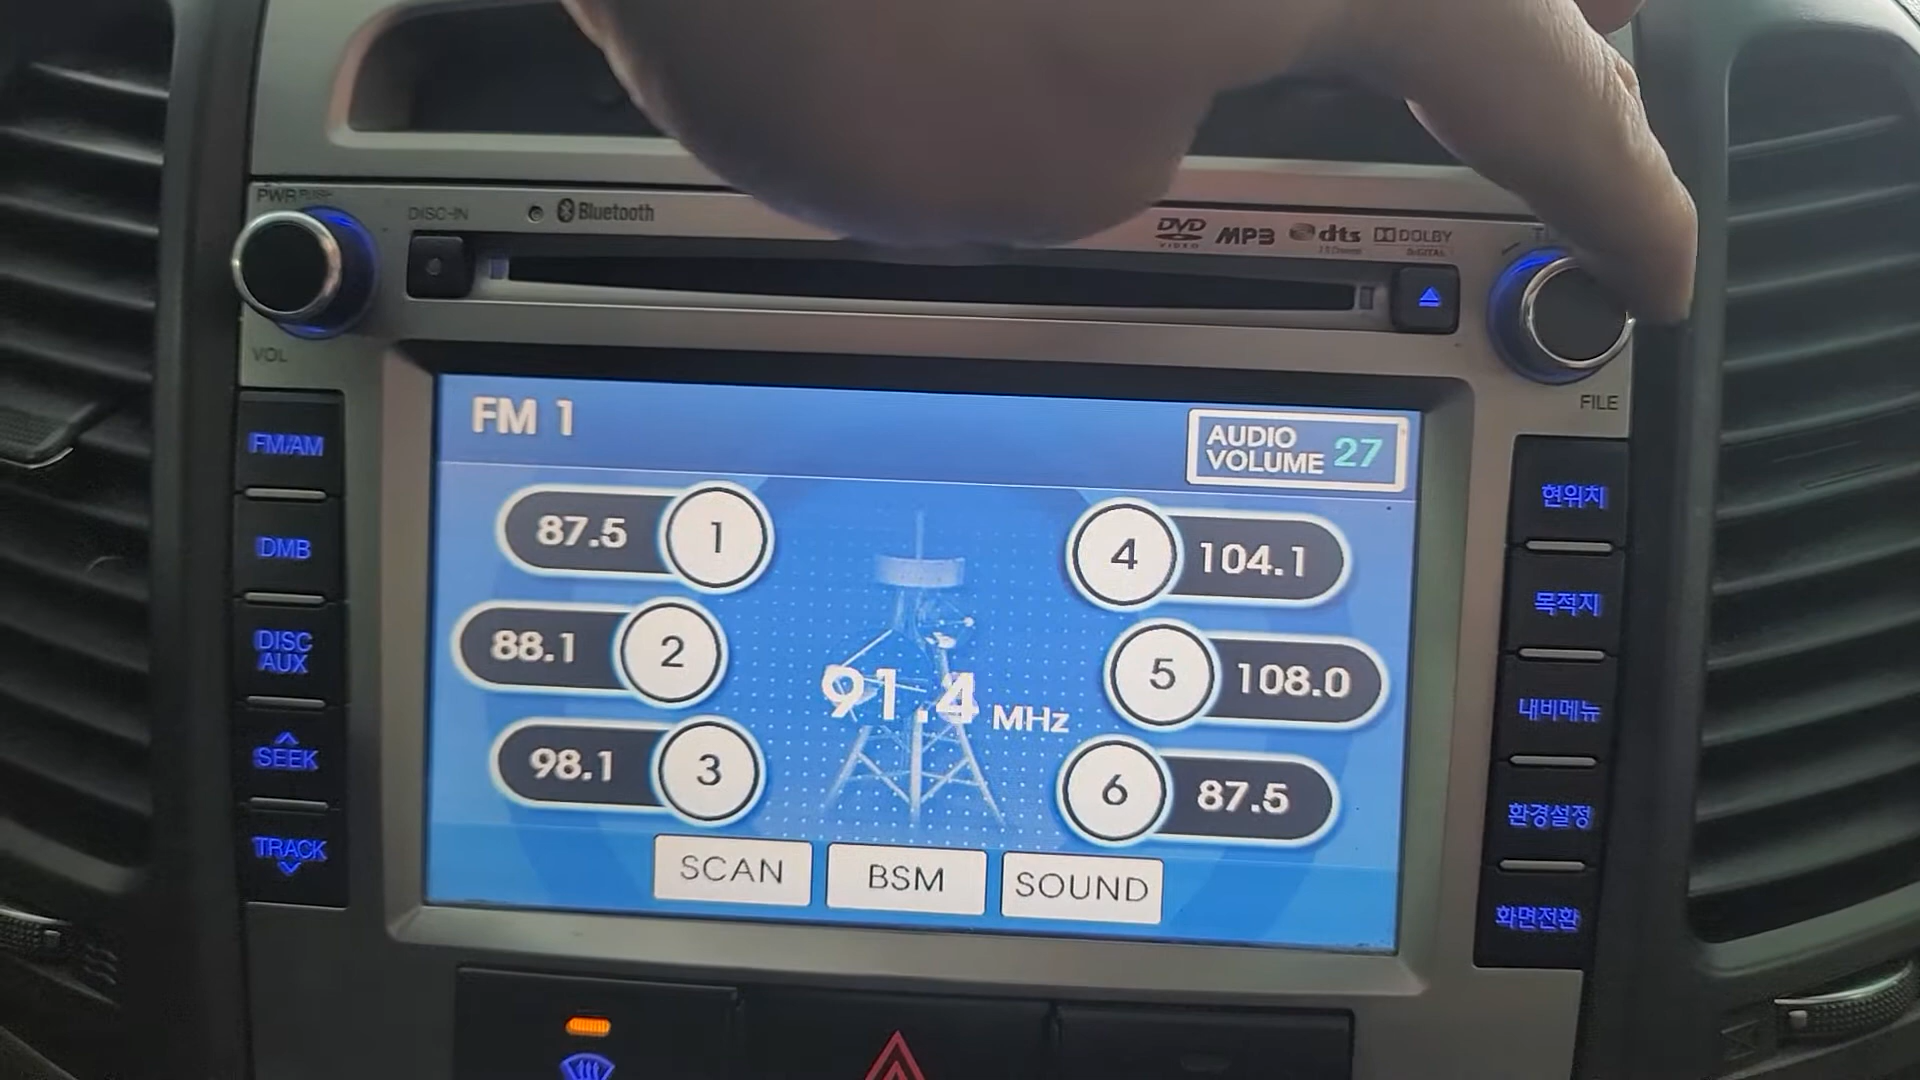 PWR PUSH
DISC-IN
Bluetooth
DVD
VIDEO
MP3
dts
DOLBY
DIGITAL
VOL
FILE
FM/AM
DMB
DISC
AUX
SEEK
TRACK
FM 1
AUDIO
VOLUME 27
87.5 1
4 104.1
88.1 2
91.4 MHz
5 108.0
98.1 3
6 87.5
SCAN
BSM
SOUND
현위치
목적지
내비메뉴
환경설정
화면전환